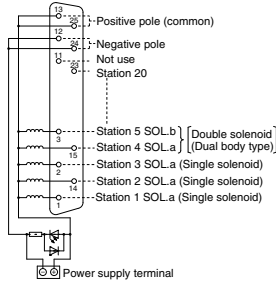 13
25
Positive pole (common)
12
24
Negative pole
11
Not use
23
Station 20
Station 5 SOL.b
3
Double solenoid
Station 4 SOL.a
(Dual body type)
15
Station 3 SOL.a (Single solenoid)
2
Station 2 SOL.a (Single solenoid)
14
Station 1 SOL.a (Single solenoid)
1
Power supply terminal